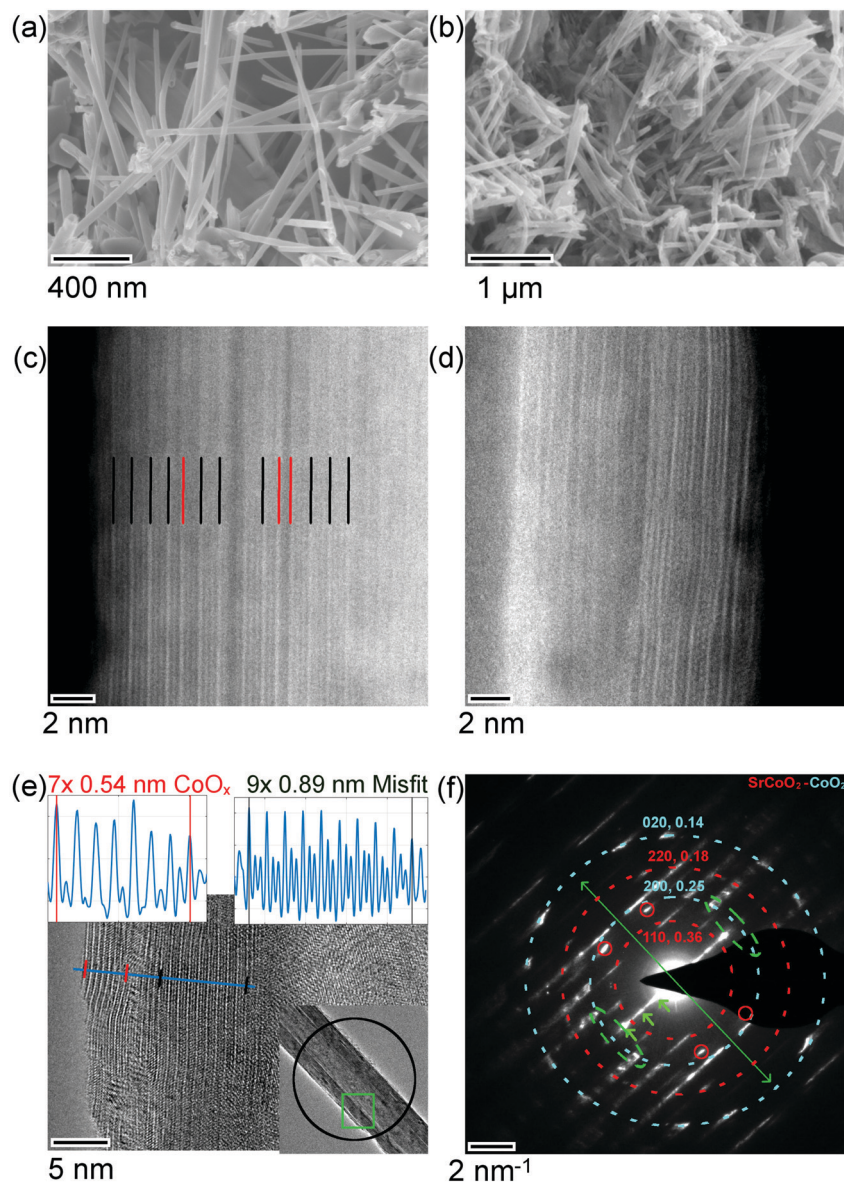 (a)
(b)
400 nm
1 µm
(c)
(d)
2 nm
2 nm
(e)
7x 0.54 nm CoOₓ
9x 0.89 nm Misfit
(f)
SrCoO₂-CoO₂
020, 0.14
220, 0.18
200, 0.25
110, 0.36
5 nm
2 nm⁻¹